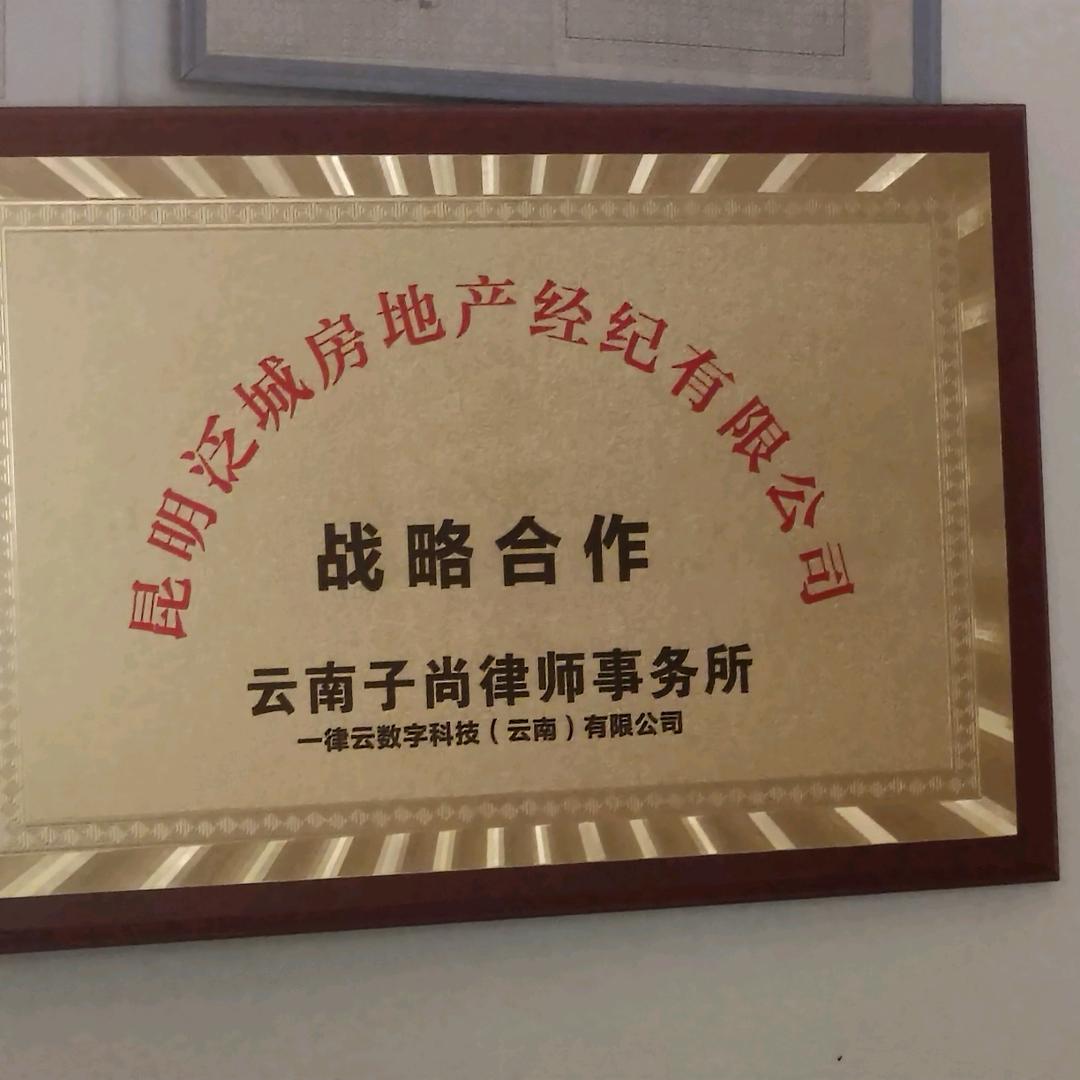 昆明泛城房地产经纪有限公司
战略合作
云南子尚律师事务所
一律云数字科技（云南）有限公司